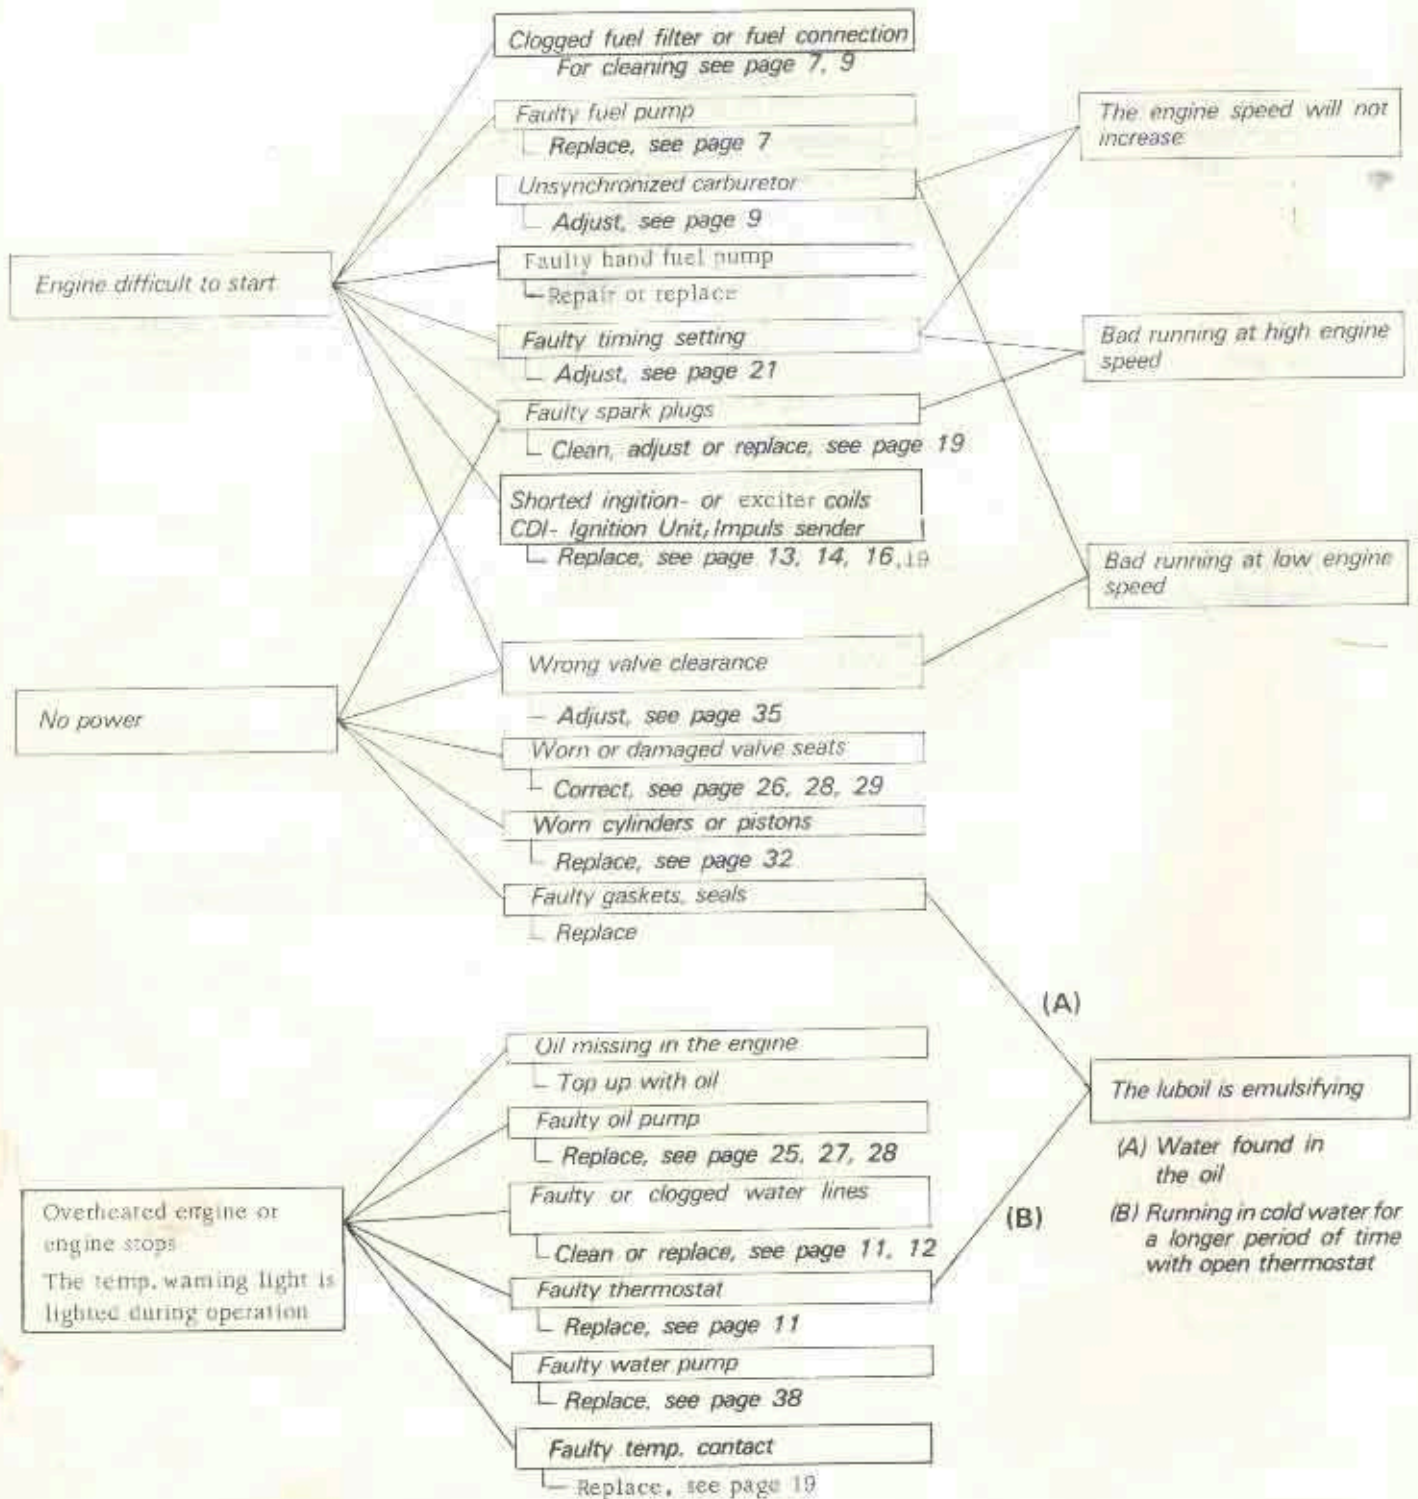 Clogged fuel filter or fuel connection
For cleaning see page 7, 9
Faulty fuel pump
Replace, see page 7
Unsynchronized carburetor
Adjust, see page 9
Faulty hand fuel pump
Repair or replace
Faulty timing setting
Adjust, see page 21
Faulty spark plugs
Clean, adjust or replace, see page 19
Shorted ingition- or exciter coils
CDI- Ignition Unit, Impuls sender
Replace, see page 13, 14, 16, 19
Engine difficult to start
The engine speed will not
increase
Bad running at high engine
speed
Bad running at low engine
speed
No power
Wrong valve clearance
Adjust, see page 35
Worn or damaged valve seats
Correct, see page 26, 28, 29
Worn cylinders or pistons
Replace, see page 32
Faulty gaskets, seals
Replace
(A)
Oil missing in the engine
Top up with oil
Faulty oil pump
Replace, see page 25, 27, 28
Faulty or clogged water lines
Clean or replace, see page 11, 12
Faulty thermostat
Replace, see page 11
Faulty water pump
Replace, see page 38
Faulty temp. contact
Replace, see page 19
Overheated engine or
engine stops
The temp. warning light is
lighted during operation
(B)
The luboil is emulsifying
(A) Water found in
the oil
(B) Running in cold water for
a longer period of time
with open thermostat